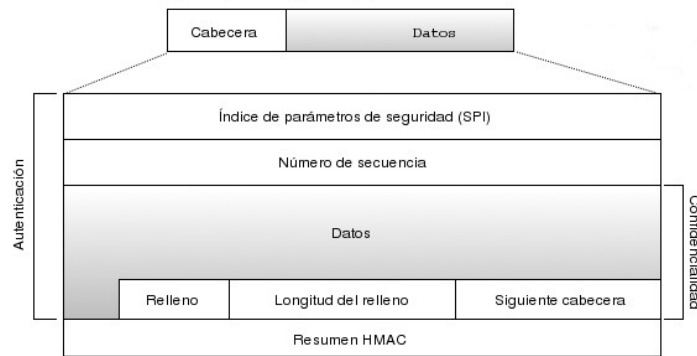 Cabecera
Datos
Índice de parámetros de seguridad (SPI)
Número de secuencia
Autenticación
Datos
Confidencialidad
Relleno
Longitud del relleno
Siguiente cabecera
Resumen HMAC